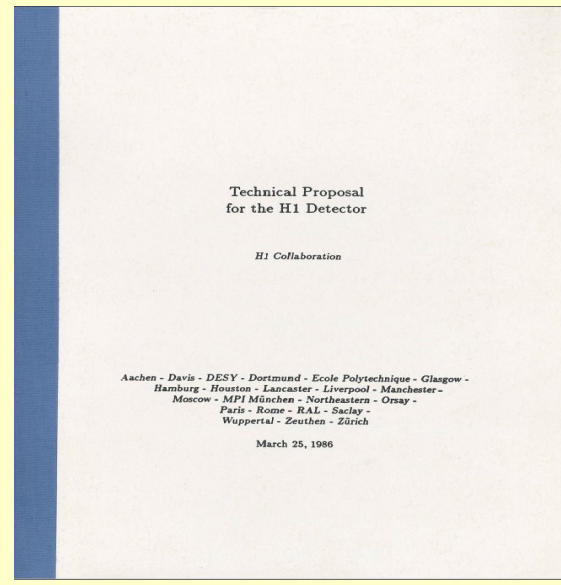 Technical Proposal
for the H1 Detector
H1 Collaboration
Aachen - Davis - DESY - Dortmund - Ecole Polytechnique - Glasgow -
Hamburg - Houston - Lancaster - Liverpool - Manchester -
Moscow - MPI München - Northeastern - Orsay -
Paris - Rome - RAL - Saclay -
Wuppertal - Zeuthen - Zürich
March 25, 1986